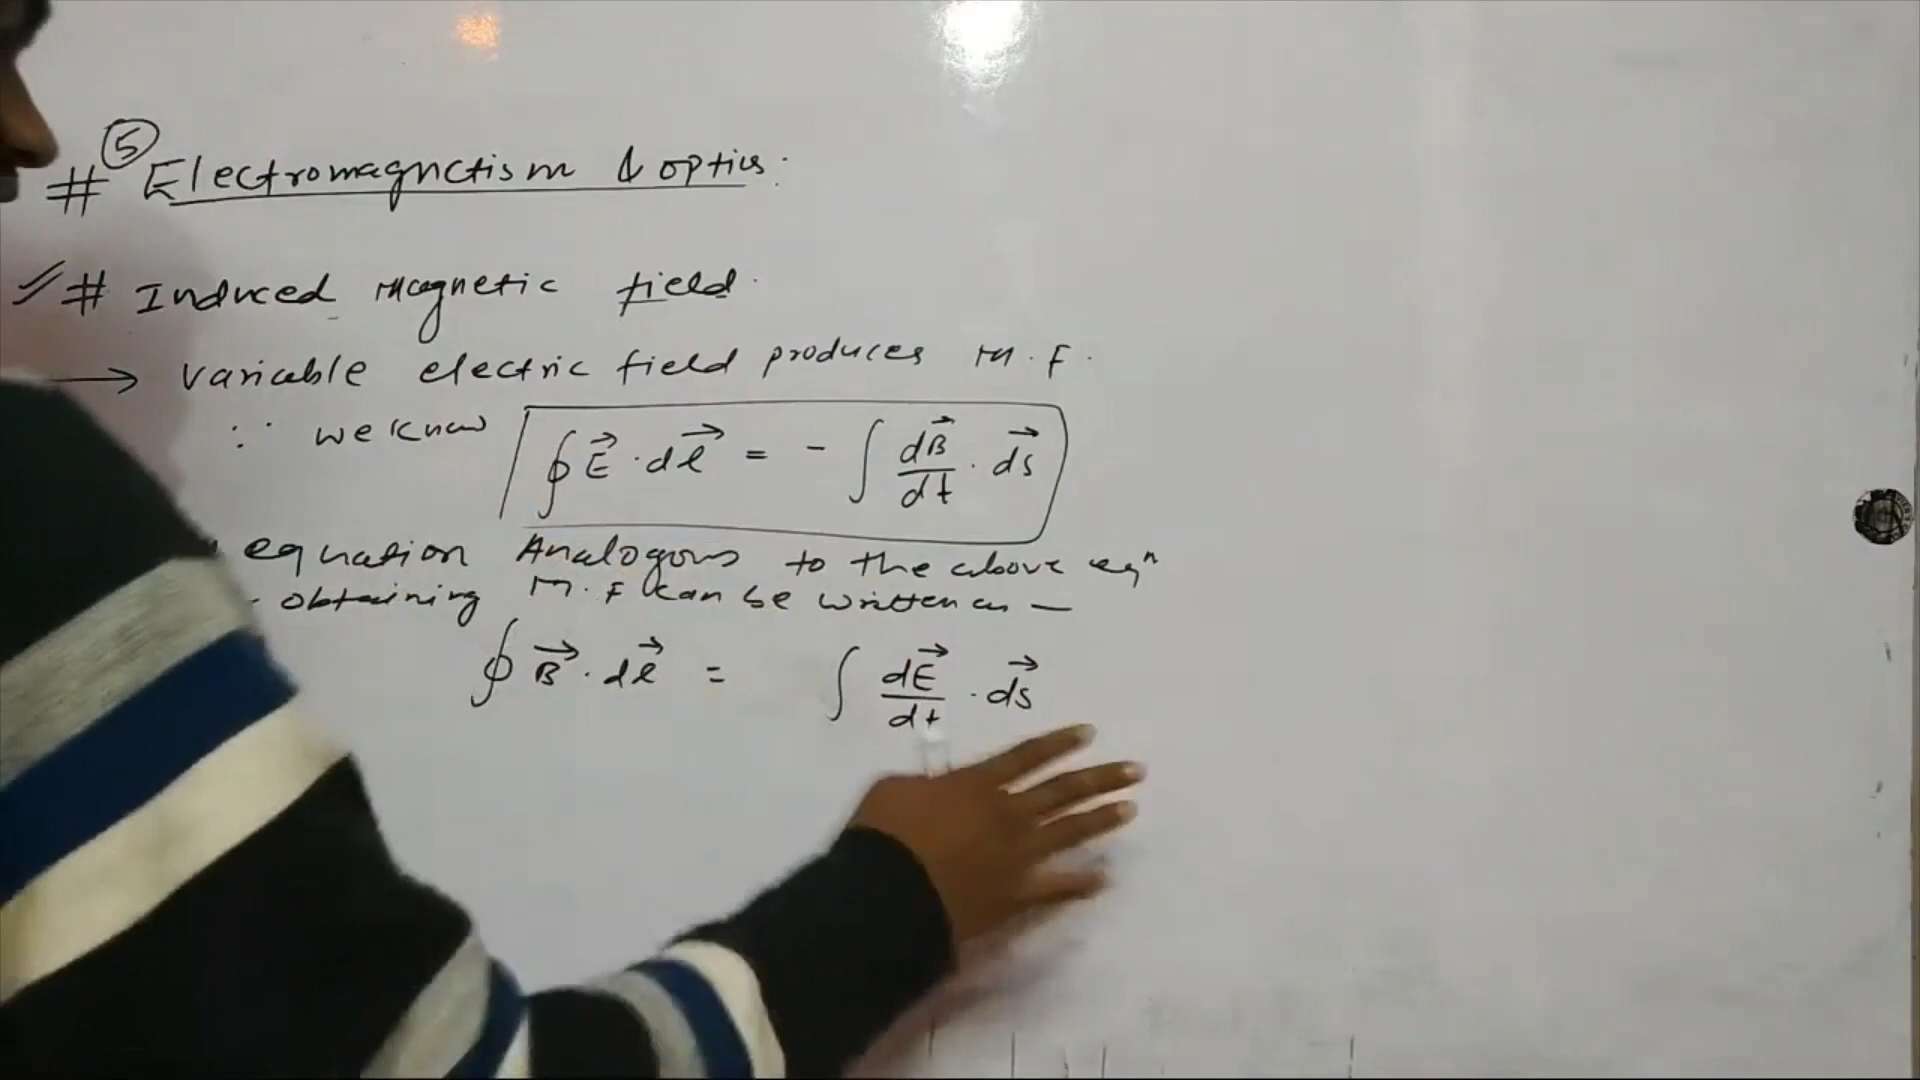 # ⑤ Electromagnetism & optics.
# Induced Magnetic field.
→ Variable electric field produces M.F.
∵ we know ∮ E⃗ · dl⃗ = - ∫ dB⃗/dt · ds⃗
equation Analogous to the above eqⁿ
obtaining M.F can be written as —
∮ B⃗ · dl⃗ = ∫ dE⃗/dt · ds⃗